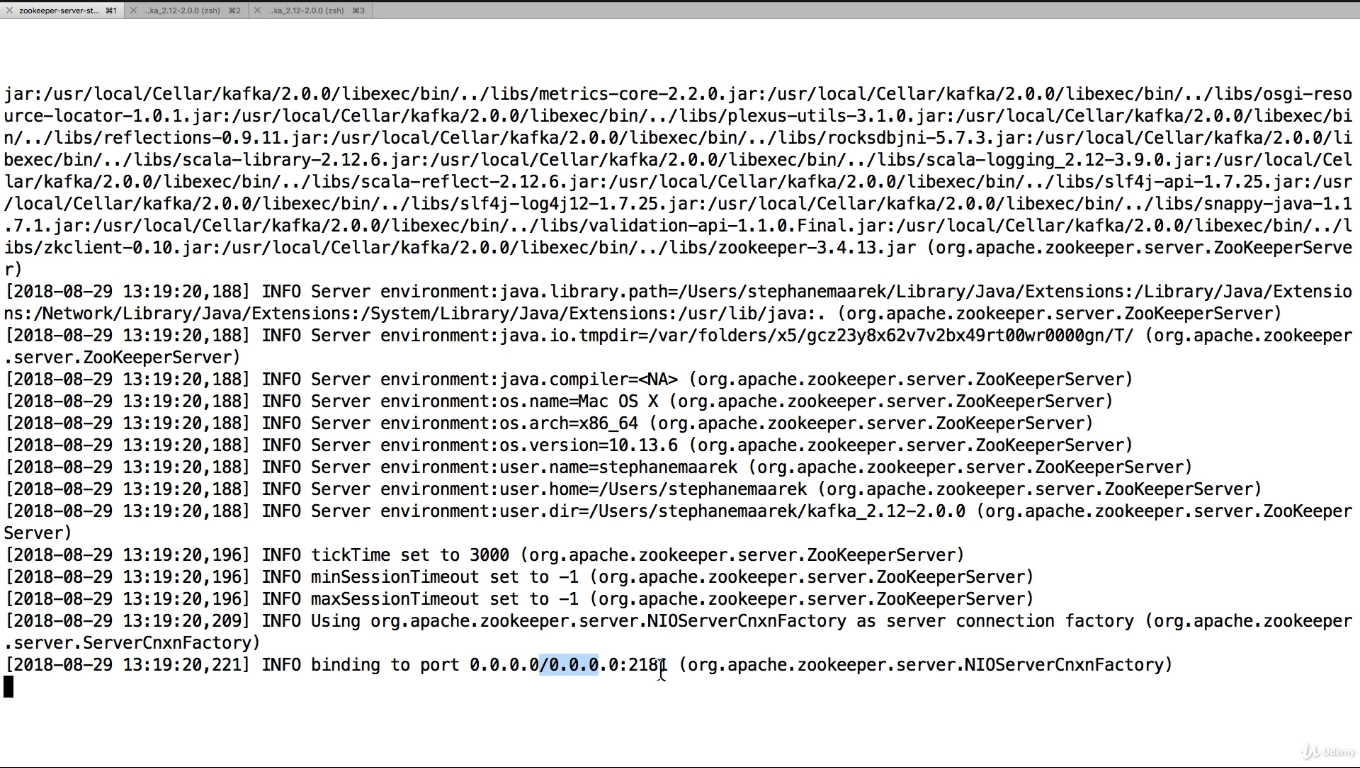 zookeeper-server-st... ⌘1 ..ka_2.12-2.0.0 (zsh) ⌘2 ..ka_2.12-2.0.0 (zsh) ⌘3
jar:/usr/local/Cellar/kafka/2.0.0/libexec/bin/../libs/metrics-core-2.2.0.jar:/usr/local/Cellar/kafka/2.0.0/libexec/bin/../libs/osgi-reso
urce-locator-1.0.1.jar:/usr/local/Cellar/kafka/2.0.0/libexec/bin/../libs/plexus-utils-3.1.0.jar:/usr/local/Cellar/kafka/2.0.0/libexec/bi
n/../libs/reflections-0.9.11.jar:/usr/local/Cellar/kafka/2.0.0/libexec/bin/../libs/rocksdbjni-5.7.3.jar:/usr/local/Cellar/kafka/2.0.0/li
bexec/bin/../libs/scala-library-2.12.6.jar:/usr/local/Cellar/kafka/2.0.0/libexec/bin/../libs/scala-logging_2.12-3.9.0.jar:/usr/local/Cel
lar/kafka/2.0.0/libexec/bin/../libs/scala-reflect-2.12.6.jar:/usr/local/Cellar/kafka/2.0.0/libexec/bin/../libs/slf4j-api-1.7.25.jar:/usr
/local/Cellar/kafka/2.0.0/libexec/bin/../libs/slf4j-log4j12-1.7.25.jar:/usr/local/Cellar/kafka/2.0.0/libexec/bin/../libs/snappy-java-1.1
.7.1.jar:/usr/local/Cellar/kafka/2.0.0/libexec/bin/../libs/validation-api-1.1.0.Final.jar:/usr/local/Cellar/kafka/2.0.0/libexec/bin/../l
ibs/zkclient-0.10.jar:/usr/local/Cellar/kafka/2.0.0/libexec/bin/../libs/zookeeper-3.4.13.jar (org.apache.zookeeper.server.ZooKeeperServe
r)
[2018-08-29 13:19:20,188] INFO Server environment:java.library.path=/Users/stephanemaarek/Library/Java/Extensions:/Library/Java/Extensio
ns:/Network/Library/Java/Extensions:/System/Library/Java/Extensions:/usr/lib/java:. (org.apache.zookeeper.server.ZooKeeperServer)
[2018-08-29 13:19:20,188] INFO Server environment:java.io.tmpdir=/var/folders/x5/gcz23y8x62v7v2bx49rt00wr0000gn/T/ (org.apache.zookeeper
.server.ZooKeeperServer)
[2018-08-29 13:19:20,188] INFO Server environment:java.compiler=<NA> (org.apache.zookeeper.server.ZooKeeperServer)
[2018-08-29 13:19:20,188] INFO Server environment:os.name=Mac OS X (org.apache.zookeeper.server.ZooKeeperServer)
[2018-08-29 13:19:20,188] INFO Server environment:os.arch=x86_64 (org.apache.zookeeper.server.ZooKeeperServer)
[2018-08-29 13:19:20,188] INFO Server environment:os.version=10.13.6 (org.apache.zookeeper.server.ZooKeeperServer)
[2018-08-29 13:19:20,188] INFO Server environment:user.name=stephanemaarek (org.apache.zookeeper.server.ZooKeeperServer)
[2018-08-29 13:19:20,188] INFO Server environment:user.home=/Users/stephanemaarek (org.apache.zookeeper.server.ZooKeeperServer)
[2018-08-29 13:19:20,188] INFO Server environment:user.dir=/Users/stephanemaarek/kafka_2.12-2.0.0 (org.apache.zookeeper.server.ZooKeeper
Server)
[2018-08-29 13:19:20,196] INFO tickTime set to 3000 (org.apache.zookeeper.server.ZooKeeperServer)
[2018-08-29 13:19:20,196] INFO minSessionTimeout set to -1 (org.apache.zookeeper.server.ZooKeeperServer)
[2018-08-29 13:19:20,196] INFO maxSessionTimeout set to -1 (org.apache.zookeeper.server.ZooKeeperServer)
[2018-08-29 13:19:20,209] INFO Using org.apache.zookeeper.server.NIOServerCnxnFactory as server connection factory (org.apache.zookeeper
.server.ServerCnxnFactory)
[2018-08-29 13:19:20,221] INFO binding to port 0.0.0.0/0.0.0.0:2181 (org.apache.zookeeper.server.NIOServerCnxnFactory)
Udemy